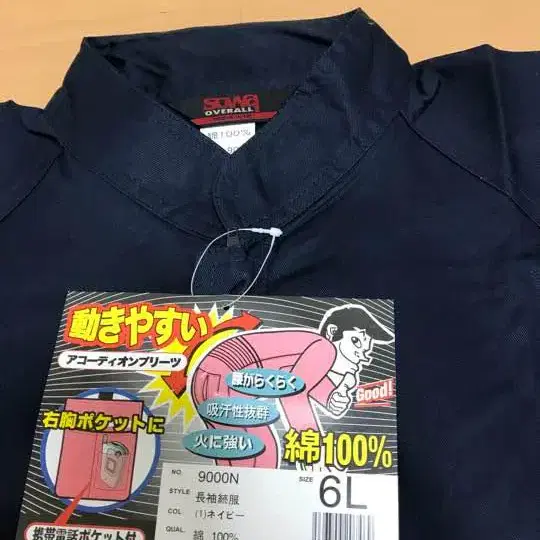 SOWA
OVERALL
綿100%
動きやすい
アコーディオンプリーツ
腰がらくらく
吸汗性抜群
火に強い
Good!
綿100%
右胸ポケットに
携帯電話ポケット付
NO. 9000N
SIZE 6L
STYLE 長袖続服
COL. (1)ネイビー
QUAL. 綿 100%